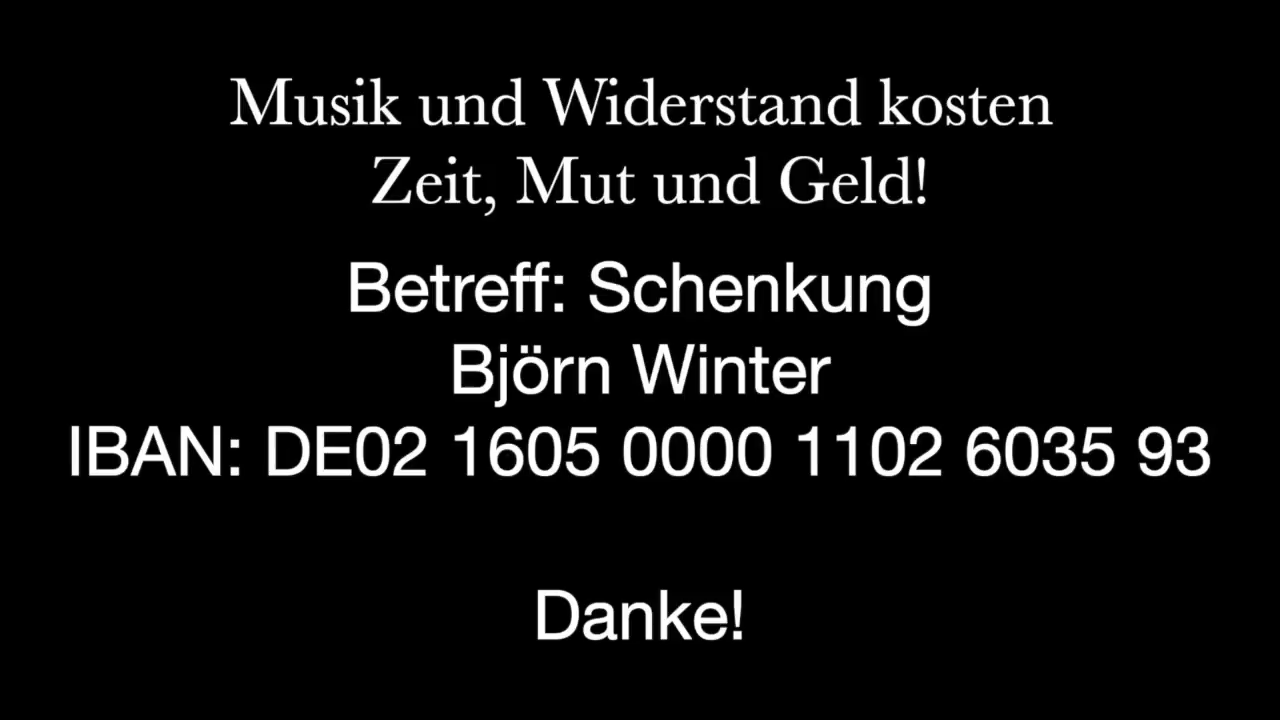 Musik und Widerstand kosten
Zeit, Mut und Geld!
Betreff: Schenkung
Björn Winter
IBAN: DE02 1605 0000 1102 6035 93
Danke!